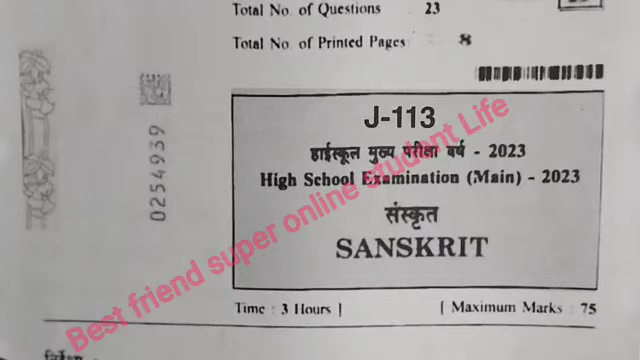 Total No. of Questions 23
Total No. of Printed Pages 8
0254939
J-113
हाईस्कूल मुख्य परीक्षा वर्ष - 2023
High School Examination (Main) - 2023
संस्कृत
SANSKRIT
Time : 3 Hours ] [ Maximum Marks : 75
Best friend super online student Life